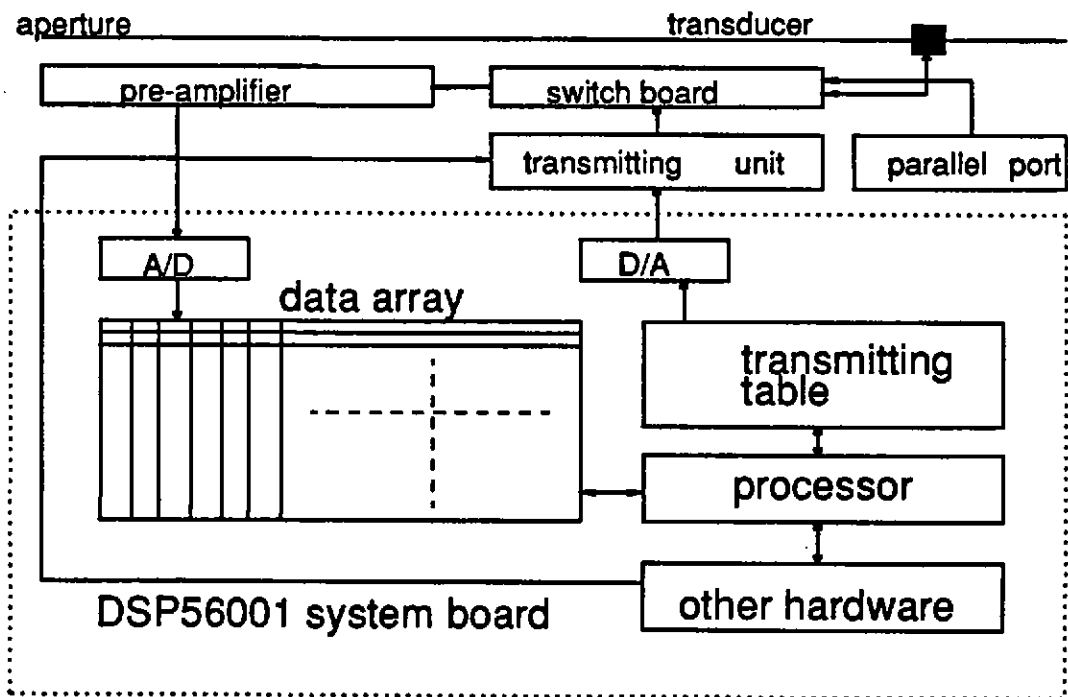 aperture
transducer
pre-amplifier
switch board
transmitting unit
parallel port
A/D
D/A
data array
transmitting
table
processor
DSP56001 system board
other hardware